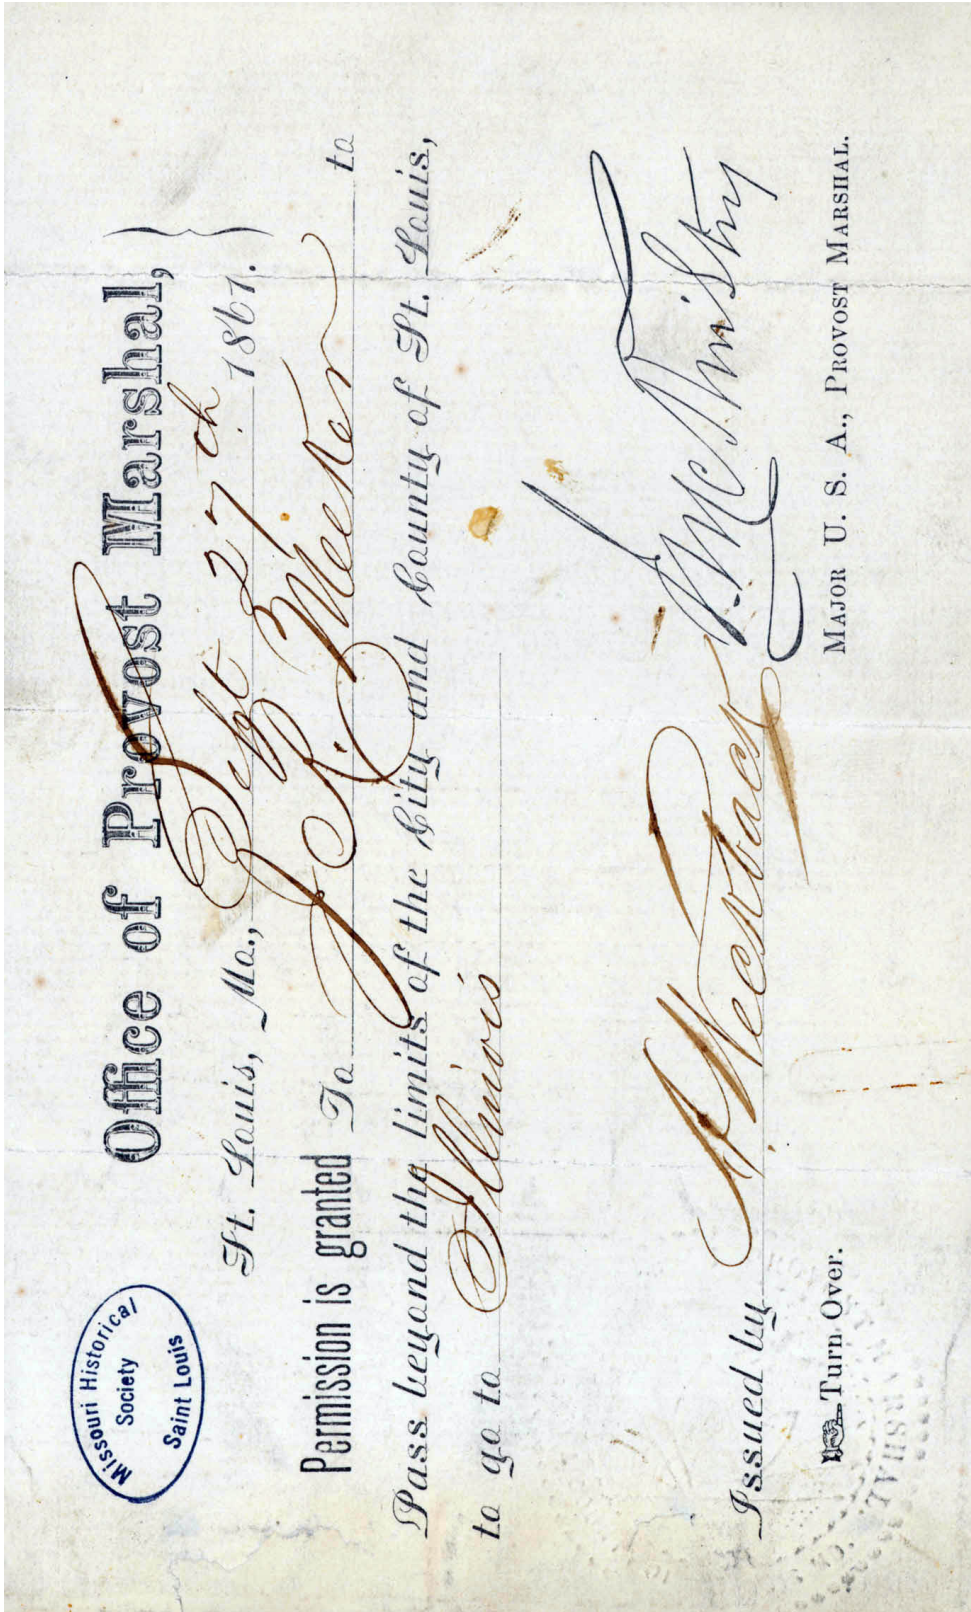 Missouri Historical
Society
Saint Louis
Office of Provost Marshal,
St. Louis, Mo., Sept 27th 1861.
Permission is granted To J. R. Meeker to
Pass beyond the limits of the City and County of St. Louis,
to go to Illinois
Issued by
J. McKinstry
Turn Over.
MAJOR U. S. A., PROVOST MARSHAL.